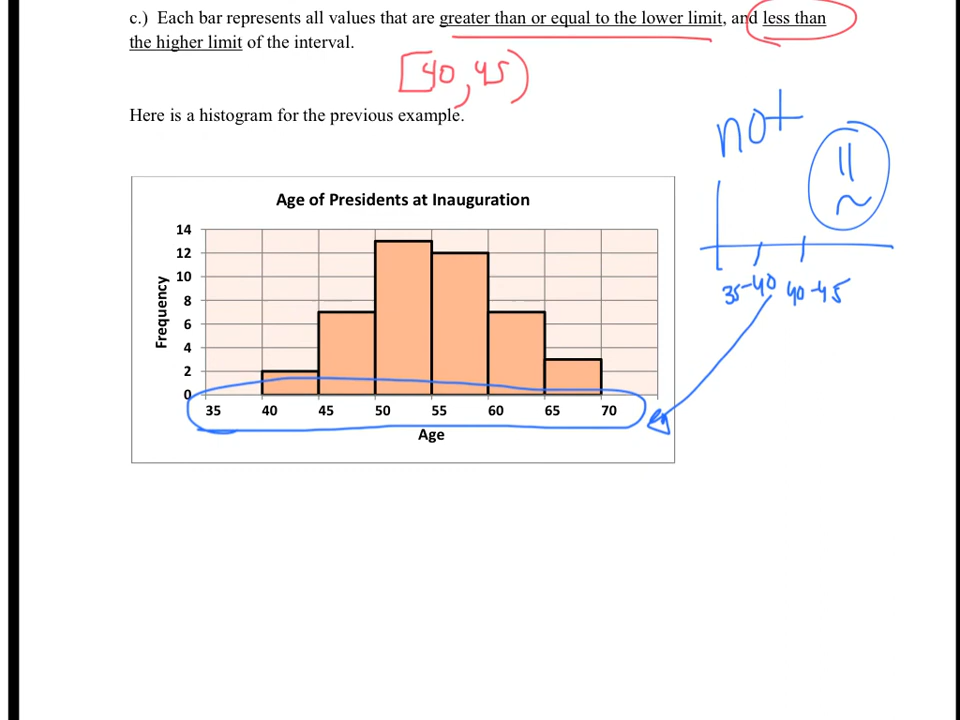 c.) Each bar represents all values that are greater than or equal to the lower limit, and less than
the higher limit of the interval.
[40,45)
Here is a histogram for the previous example.
not
Age of Presidents at Inauguration
14
12
10
8
6
4
2
0
Frequency
35 40 45 50 55 60 65 70
Age
35-40 40-45